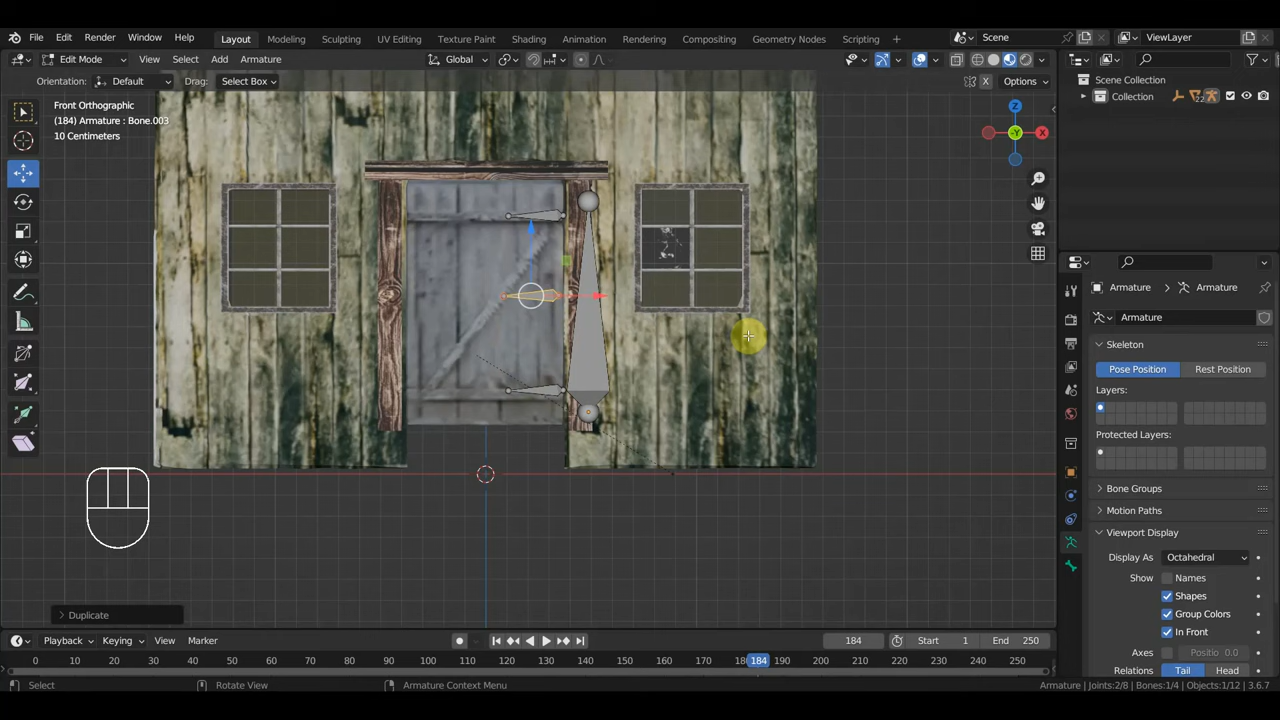 File Edit Render Window Help Layout Modeling Sculpting UV Editing Shading Texture Paint Animation Rendering Compositing Geometry Nodes Scripting Scene ViewLayer
Edit Mode View Select Add Armature Global
Orientation: Default Drag: Select Box Options
Scene Collection
Collection 22
Front Orthographic
(184) Armature : Bone.003
10 Centimeters
Z
X
-Y
X
Armature Armature
Armature
Skeleton
Pose Position Rest Position
Layers:
Protected Layers:
Bone Groups
Motion Paths
Viewport Display
Display As Octahedral
Show Names
Shapes
Group Colors
In Front
Axes Positio 0.0
Relations Tail Head
Duplicate
Playback Keying View Marker 184 Start 1 End 250
0 10 20 30 40 50 60 70 80 90 100 110 120 130 140 150 160 170 184 190 200 210 220 230 240 250
Select Rotate View Armature Context Menu Armature | Joints:2/8 | Bones:1/4 | Objects:1/12 | 3.6.7